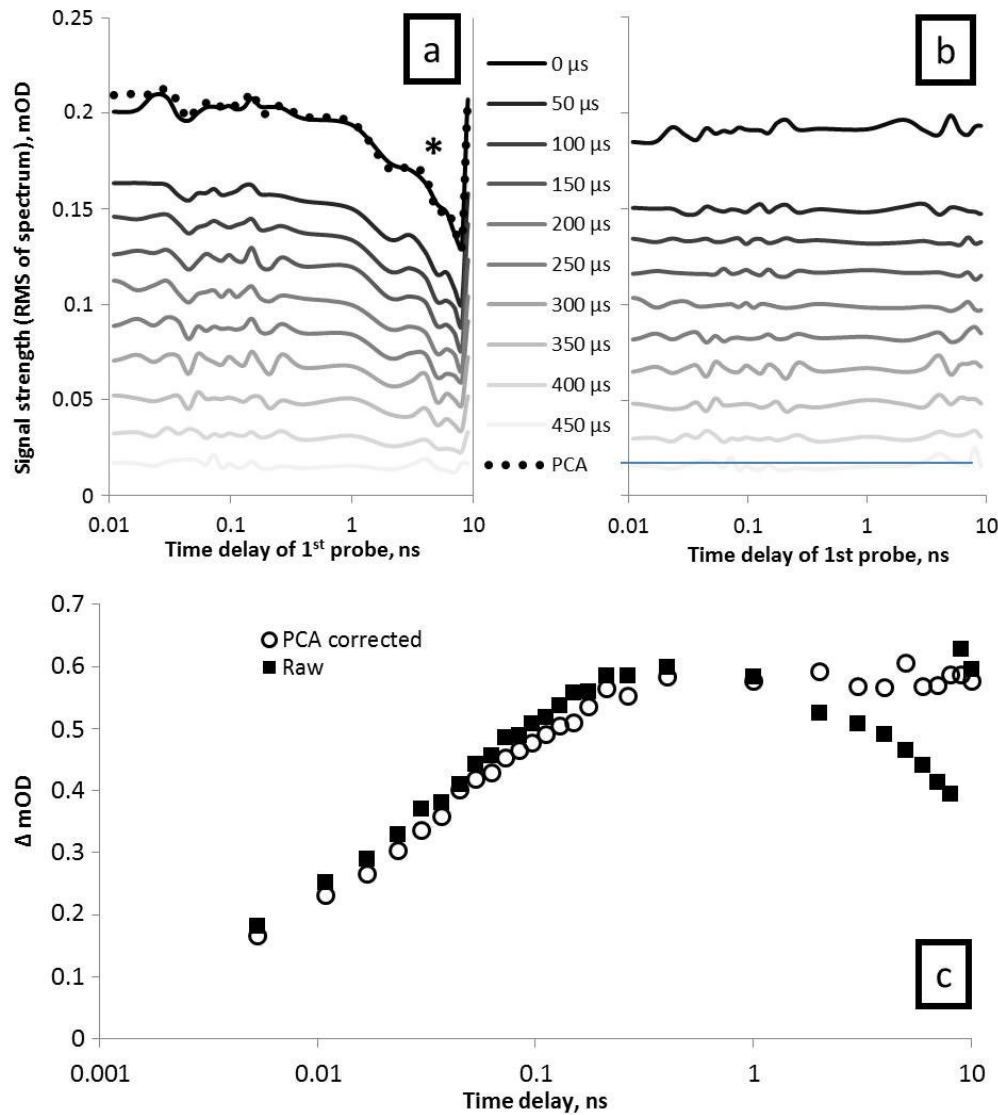 a
b
0.25
0.2
0.15
0.1
0.05
0
Signal strength (RMS of spectrum), mOD
*
0.01
0.1
1
10
Time delay of 1st probe, ns
0 µs
50 µs
100 µs
150 µs
200 µs
250 µs
300 µs
350 µs
400 µs
450 µs
PCA
0.01
0.1
1
10
Time delay of 1st probe, ns
0.7
0.6
0.5
0.4
0.3
0.2
0.1
0
Δ mOD
PCA corrected
Raw
c
0.001
0.01
0.1
1
10
Time delay, ns